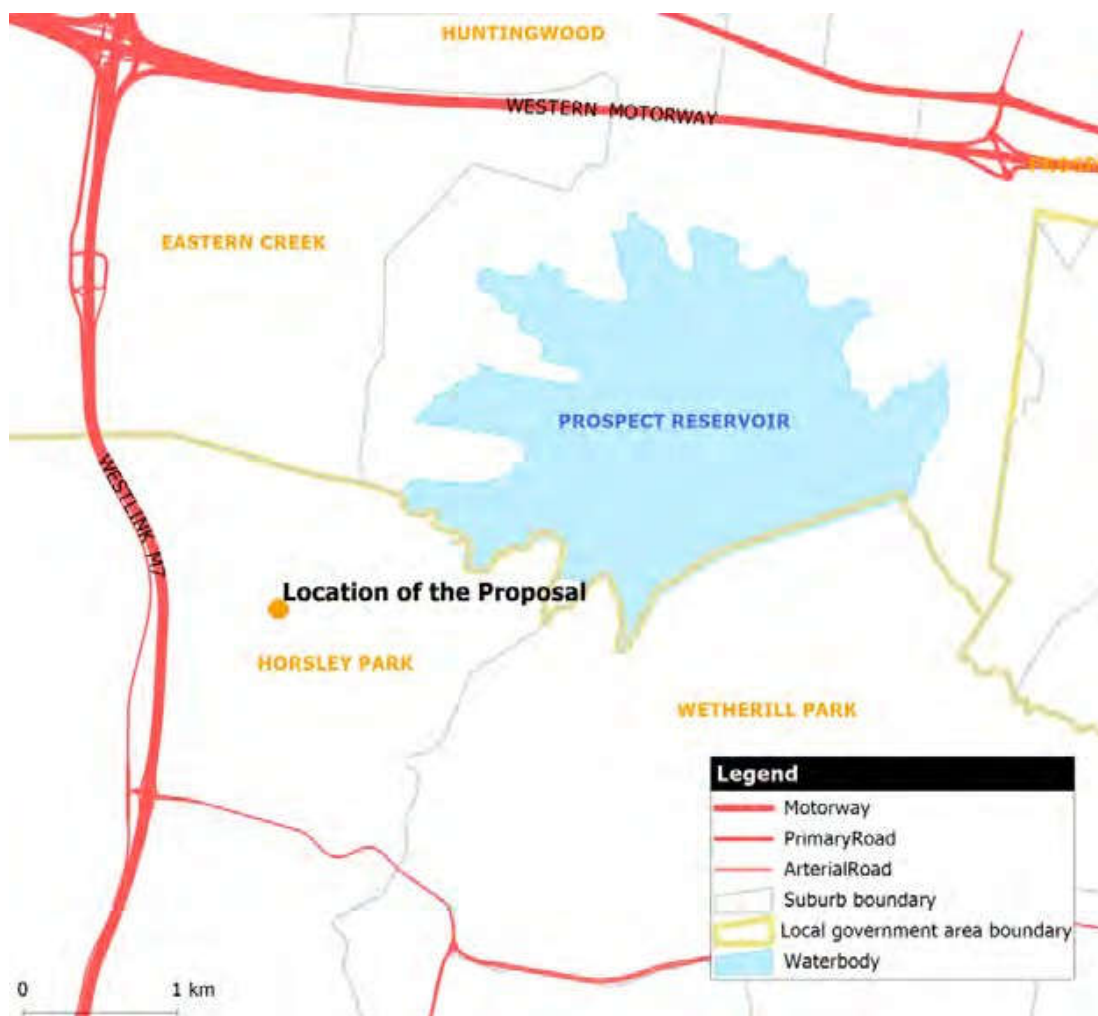 HUNTINGWOOD
WESTERN MOTORWAY
EASTERN CREEK
PROSPECT RESERVOIR
WESTLINK M7
Location of the Proposal
HORSLEY PARK
WETHERILL PARK
Legend
Motorway
PrimaryRoad
ArterialRoad
Suburb boundary
Local government area boundary
Waterbody
0 1 km